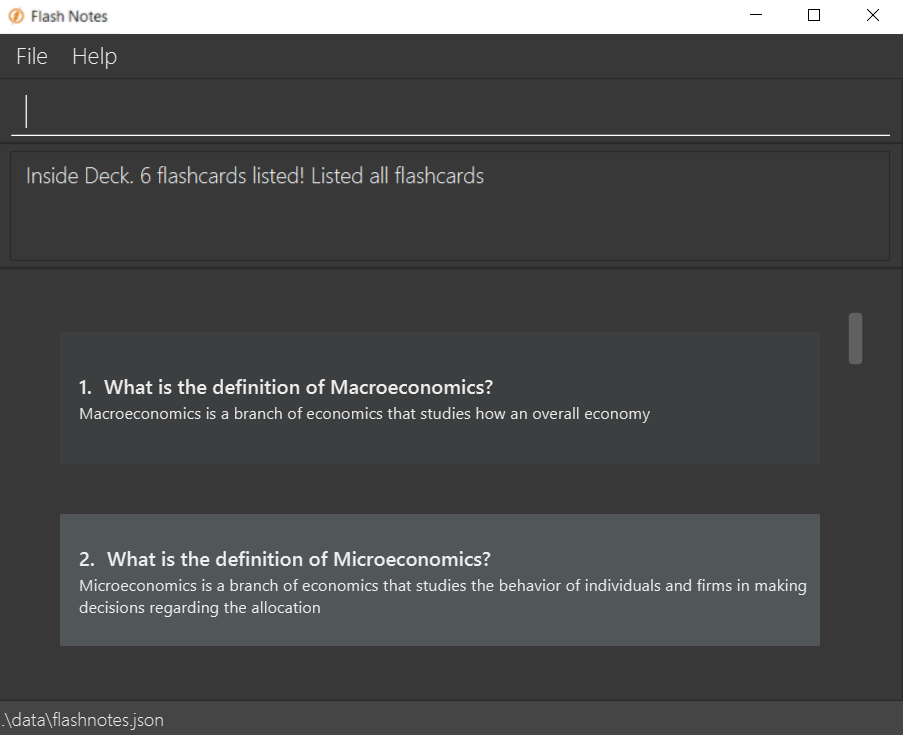 Flash Notes
File Help
Inside Deck. 6 flashcards listed! Listed all flashcards
1. What is the definition of Macroeconomics?
Macroeconomics is a branch of economics that studies how an overall economy
2. What is the definition of Microeconomics?
Microeconomics is a branch of economics that studies the behavior of individuals and firms in making
decisions regarding the allocation
.\data\flashnotes.json